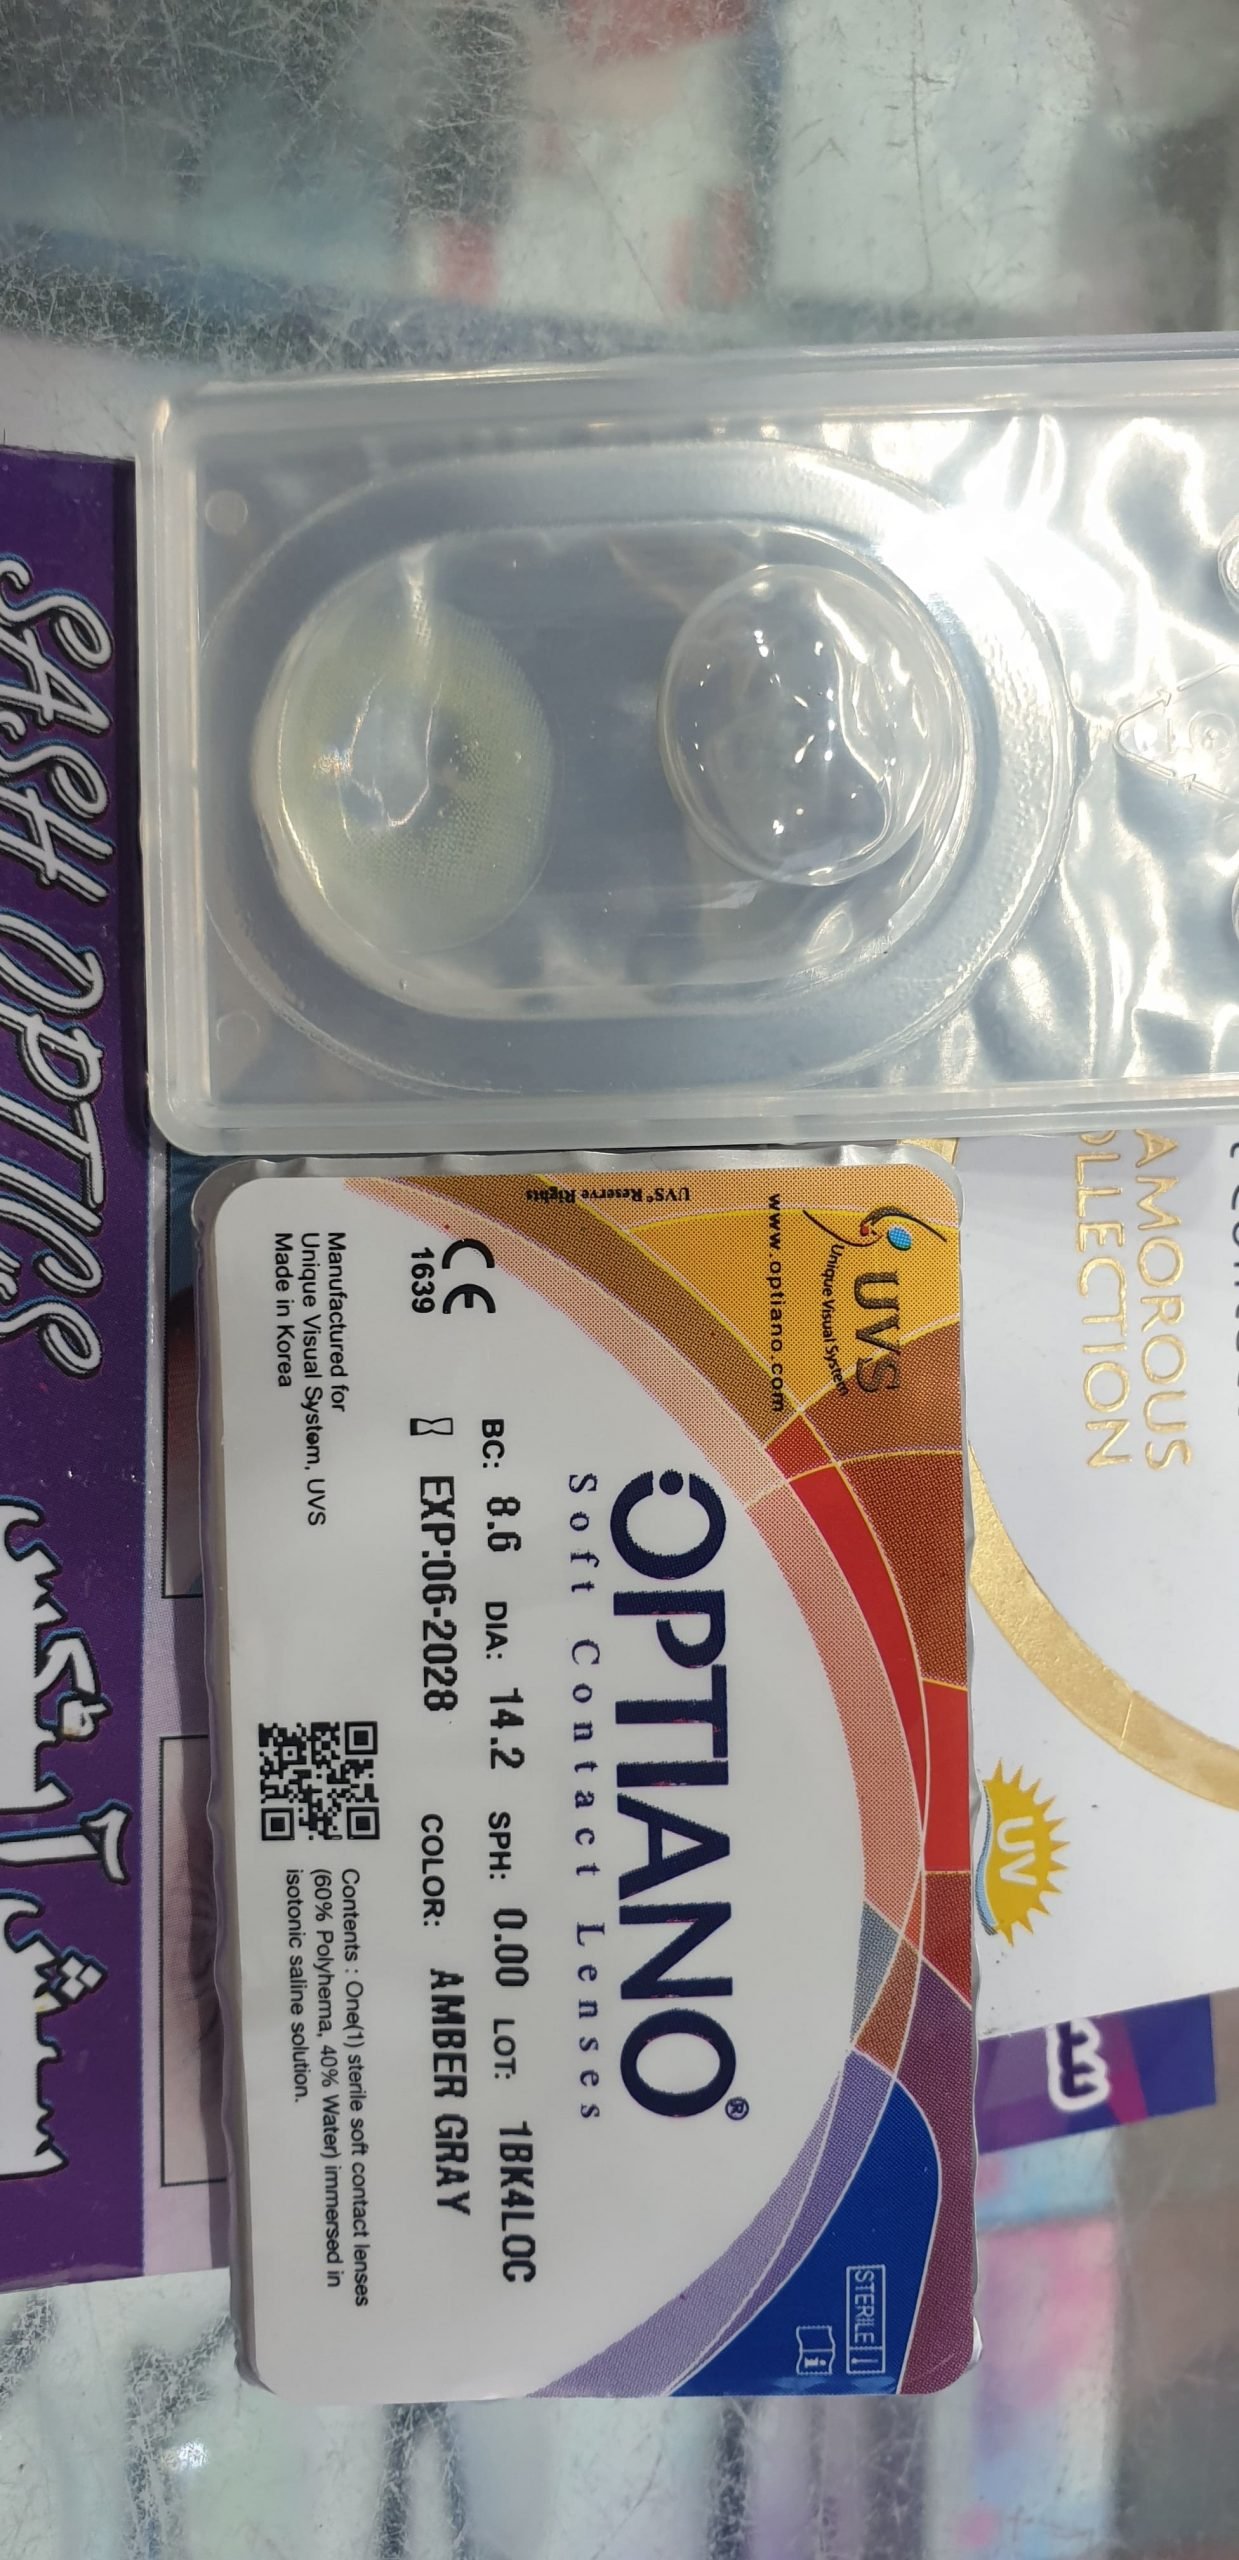 UVS
Unique Visual System
www.optiano.com
UVS® Reserve Rights
OPTIANO®
Soft Contact Lenses
BC: 8.6 DIA: 14.2 SPH: 0.00 LOT: 1BK4LOC
EXP:06-2028 COLOR: AMBER GRAY
CE
1639
Manufactured for
Unique Visual System, UVS
Made in Korea
Contents : One(1) sterile soft contact lenses
(60% Polyhema, 40% Water) immersed in
isotonic saline solution.
STERILE
i
AMOROUS
LLECTION
UV
SASH OPTICS